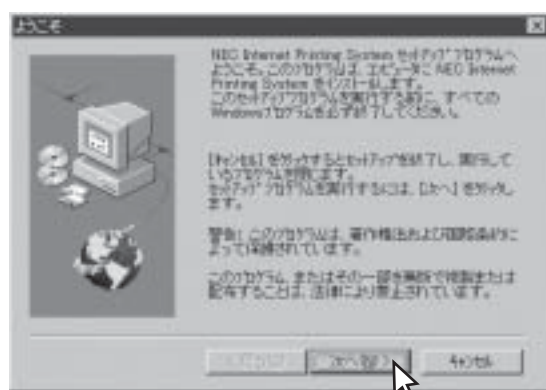 ようこそ
NEC Internet Printing System セットアップ プログラムへ
ようこそ。このプログラムは、コンピュータに NEC Internet
Printing System をインストールします。
このセットアッププログラムを実行する前に、すべての
Windowsプログラムを必ず終了してください。
[キャンセル] をクリックするとセットアップを終了し、実行して
いるプログラムを閉じます。
セットアップ プログラムを実行するには、[次へ] をクリックし
ます。
警告! このプログラムは、著作権法および国際条約に
よって保護されています。
このプログラム、またはその一部を無断で複製または
配布することは、法律により禁止されています。
次へ(N) >
キャンセル